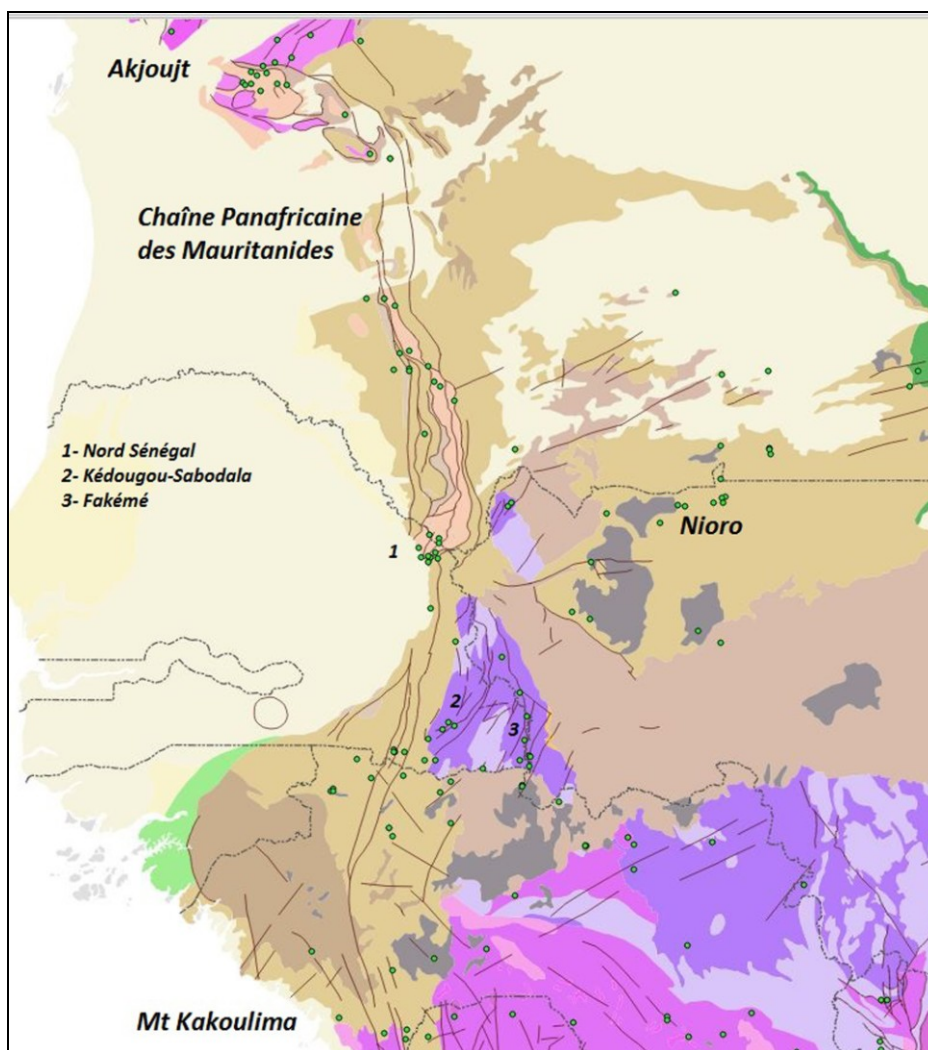 Akjoujt
Chaîne Panafricaine
des Mauritanides
1- Nord Sénégal
2- Kédougou-Sabodala
3- Fakémé
Nioro
1
2
3
Mt Kakoulima